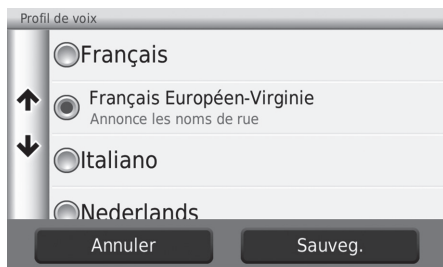 Profil de voix
Français
Français Européen-Virginie
Annonce les noms de rue
Italiano
Nederlands
Annuler
Sauveg.